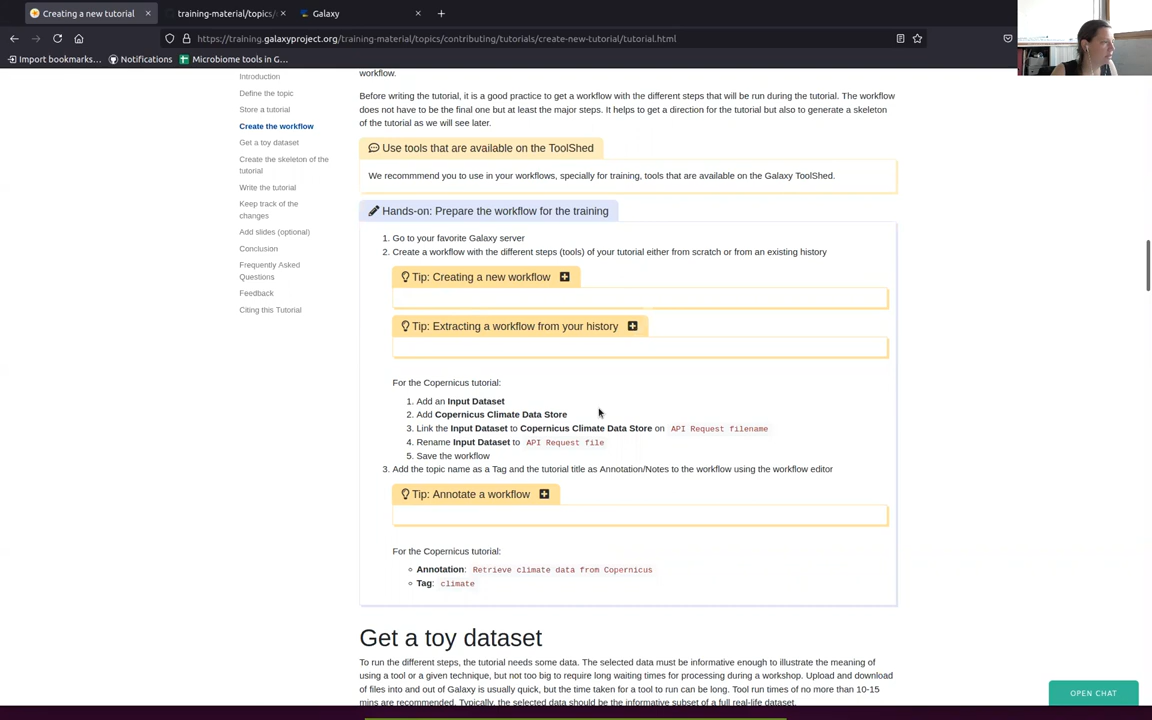 Creating a new tutorial
training-material/topics/
Galaxy
https://training.galaxyproject.org/training-material/topics/contributing/tutorials/create-new-tutorial/tutorial.html
Import bookmarks...
Notifications
Microbiome tools in G...
Introduction
Define the topic
Store a tutorial
Create the workflow
Get a toy dataset
Create the skeleton of the
tutorial
Write the tutorial
Keep track of the
changes
Add slides (optional)
Conclusion
Frequently Asked
Questions
Feedback
Citing this Tutorial
workflow.
Before writing the tutorial, it is a good practice to get a workflow with the different steps that will be run during the tutorial. The workflow
does not have to be the final one but at least the major steps. It helps to get a direction for the tutorial but also to generate a skeleton
of the tutorial as we will see later.
Use tools that are available on the ToolShed
We recommmend you to use in your workflows, specially for training, tools that are available on the Galaxy ToolShed.
Hands-on: Prepare the workflow for the training
1. Go to your favorite Galaxy server
2. Create a workflow with the different steps (tools) of your tutorial either from scratch or from an existing history
Tip: Creating a new workflow
Tip: Extracting a workflow from your history
For the Copernicus tutorial:
1. Add an Input Dataset
2. Add Copernicus Climate Data Store
3. Link the Input Dataset to Copernicus Climate Data Store on API Request filename
4. Rename Input Dataset to API Request file
5. Save the workflow
3. Add the topic name as a Tag and the tutorial title as Annotation/Notes to the workflow using the workflow editor
Tip: Annotate a workflow
For the Copernicus tutorial:
Annotation: Retrieve climate data from Copernicus
Tag: climate
Get a toy dataset
To run the different steps, the tutorial needs some data. The selected data must be informative enough to illustrate the meaning of
using a tool or a given technique, but not too big to require long waiting times for processing during a workshop. Upload and download
of files into and out of Galaxy is usually quick, but the time taken for a tool to run can be long. Tool run times of no more than 10-15
mins are recommended. Typically, the selected data should be the informative subset of a full real-life dataset.
OPEN CHAT